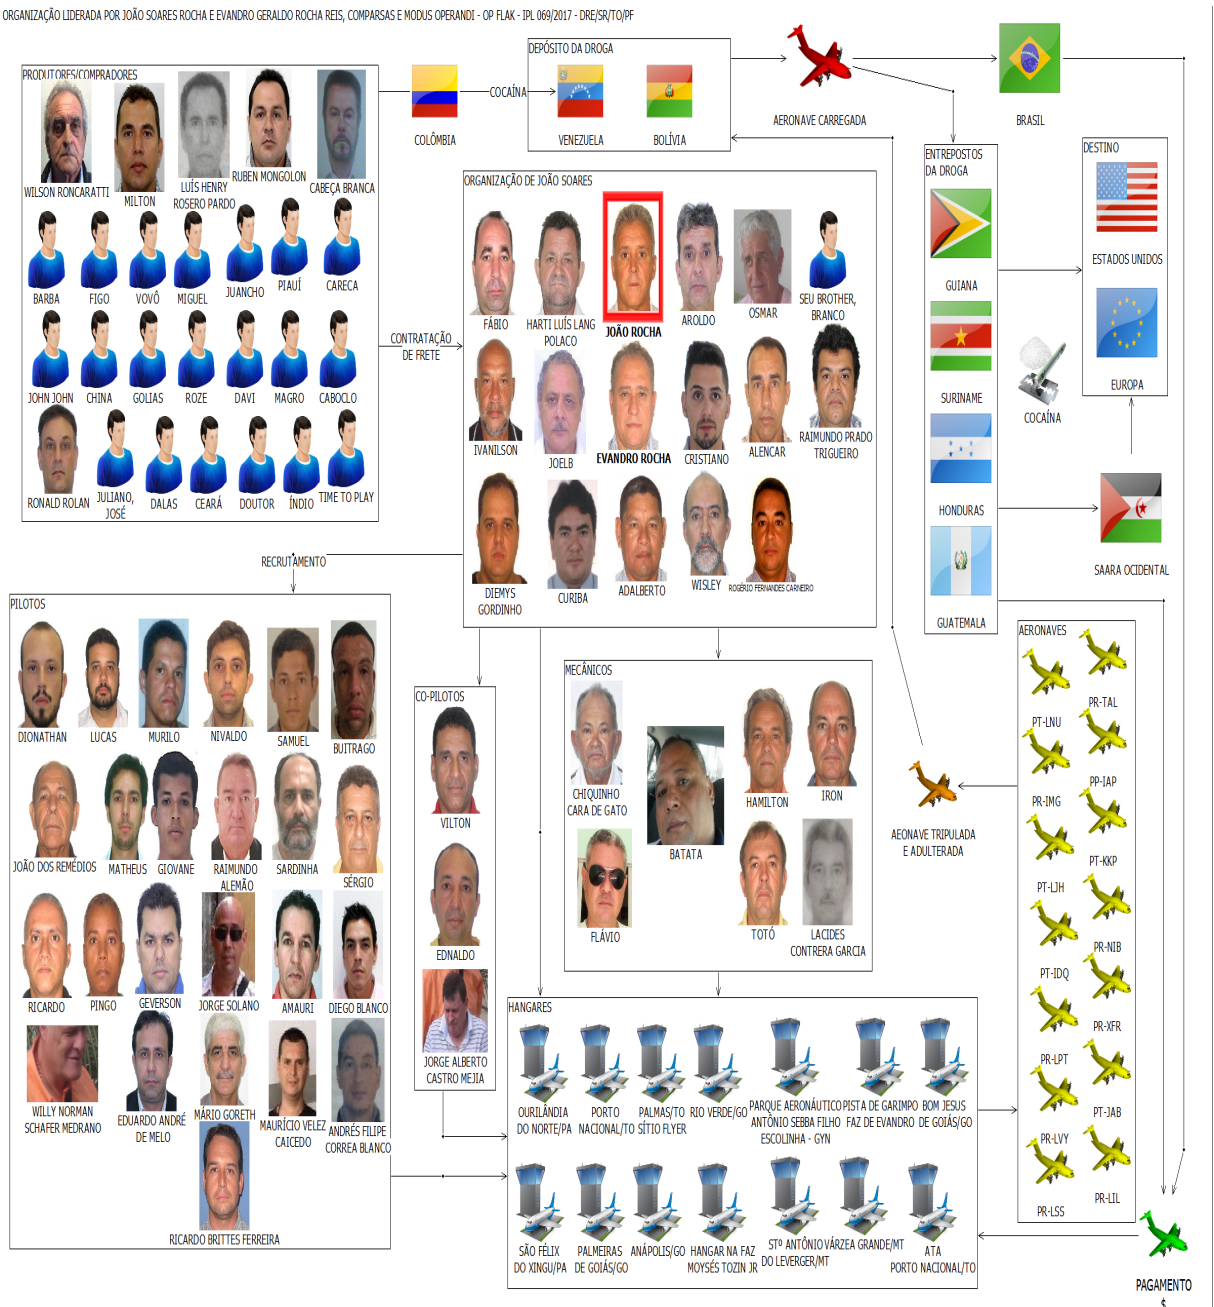 ORGANIZAÇÃO LIDERADA POR JOÃO SOARES ROCHA E EVANDRO GERALDO ROCHA REIS, COMPARSAS E MODUS OPERANDI - OP FLAK - IPL 069/2017 - DRE/SR/TO/PF
PRODUTORES/COMPRADORES
WILSON RONCARATTI
MILTON
LUÍS HENRY
ROSERO PARDO
RUBEN MONGOLON
CABEÇA BRANCA
BARBA
FIGO
VOVÔ
MIGUEL
JUANCHO
PIAUÍ
CARECA
JOHN JOHN
CHINA
GOLIAS
ROZE
DAVI
MAGRO
CABOCLO
RONALD ROLAN
JULIANO,
JOSÉ
DALAS
CEARÁ
DOUTOR
ÍNDIO
TIME TO PLAY
COLÔMBIA
COCAÍNA
DEPÓSITO DA DROGA
VENEZUELA
BOLÍVIA
AERONAVE CARREGADA
BRASIL
CONTRATAÇÃO
DE FRETE
ORGANIZAÇÃO DE JOÃO SOARES
FÁBIO
HARTI LUÍS LANG
POLACO
JOÃO ROCHA
AROLDO
OSMAR
SEU BROTHER,
BRANCO
IVANILSON
JOELB
EVANDRO ROCHA
CRISTIANO
ALENCAR
RAIMUNDO PRADO
TRIGUEIRO
DIEMYS
GORDINHO
CURIBA
ADALBERTO
WISLEY
ROGÉRIO FERNANDES CARNEIRO
ENTREPOSTOS
DA DROGA
GUIANA
SURINAME
HONDURAS
GUATEMALA
DESTINO
ESTADOS UNIDOS
EUROPA
COCAÍNA
SAARA OCIDENTAL
RECRUTAMENTO
PILOTOS
DIONATHAN
LUCAS
MURILO
NIVALDO
SAMUEL
BUITRAGO
JOÃO DOS REMÉDIOS
MATHEUS
GIOVANE
RAIMUNDO
ALEMÃO
SARDINHA
SÉRGIO
RICARDO
PINGO
GEVERSON
JORGE SOLANO
AMAURI
DIEGO BLANCO
WILLY NORMAN
SCHAFER MEDRANO
EDUARDO ANDRÉ
DE MELO
MÁRIO GORETH
MAURÍCIO VELEZ
CAICEDO
ANDRÉS FILIPE
CORREA BLANCO
RICARDO BRITTES FERREIRA
CO-PILOTOS
VILTON
EDNALDO
JORGE ALBERTO
CASTRO MEJIA
MECÂNICOS
CHIQUINHO
CARA DE GATO
BATATA
HAMILTON
IRON
FLÁVIO
TOTÓ
LACIDES
CONTRERA GARCIA
AEONAVE TRIPULADA
E ADULTERADA
AERONAVES
PR-TAL
PT-LNU
PP-IAP
PR-IMG
PT-KKP
PT-LJH
PR-NIB
PT-IDQ
PR-XFR
PR-LPT
PT-JAB
PR-LVY
PR-LIL
PR-LSS
HANGARES
OURILÂNDIA
DO NORTE/PA
PORTO
NACIONAL/TO
PALMAS/TO
SÍTIO FLYER
RIO VERDE/GO
PARQUE AERONÁUTICO
ANTÔNIO SEBBA FILHO
ESCOLINHA - GYN
PISTA DE GARIMPO
FAZ DE EVANDRO
BOM JESUS
DE GOIÁS/GO
SÃO FÉLIX
DO XINGU/PA
PALMEIRAS
DE GOIÁS/GO
ANÁPOLIS/GO
HANGAR NA FAZ
MOYSÉS TOZIN JR
STº ANTÔNIO
DO LEVERGER/MT
VÁRZEA GRANDE/MT
ATA
PORTO NACIONAL/TO
PAGAMENTO
$